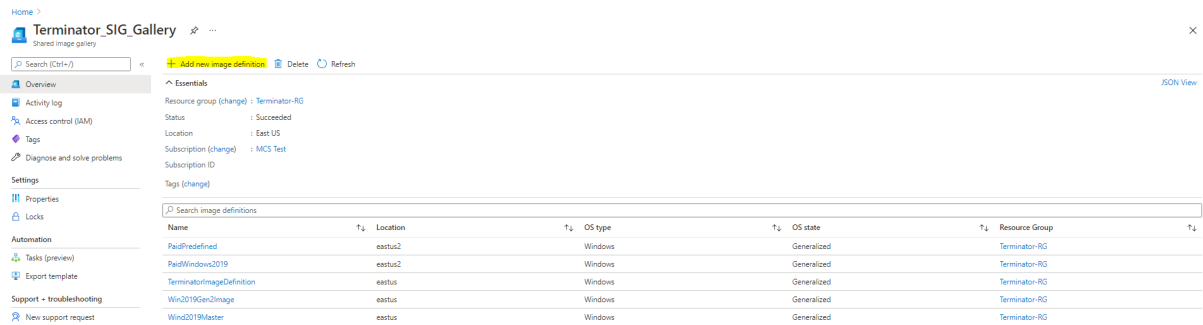 Home >
Terminator_SIG_Gallery
Shared image gallery
Search (Ctrl+/)
Overview
Activity log
Access control (IAM)
Tags
Diagnose and solve problems
Settings
Properties
Locks
Automation
Tasks (preview)
Export template
Support + troubleshooting
New support request
Add new image definition Delete Refresh
Essentials JSON View
Resource group (change) : Terminator-RG
Status : Succeeded
Location : East US
Subscription (change) : MCS Test
Subscription ID
Tags (change)
Search image definitions
Name Location OS type OS state Resource Group
PaidPredefined eastus2 Windows Generalized Terminator-RG
PaidWindows2019 eastus2 Windows Generalized Terminator-RG
TerminatorImageDefinition eastus Windows Generalized Terminator-RG
Win2019Gen2Image eastus Windows Generalized Terminator-RG
Wind2019Master eastus Windows Generalized Terminator-RG